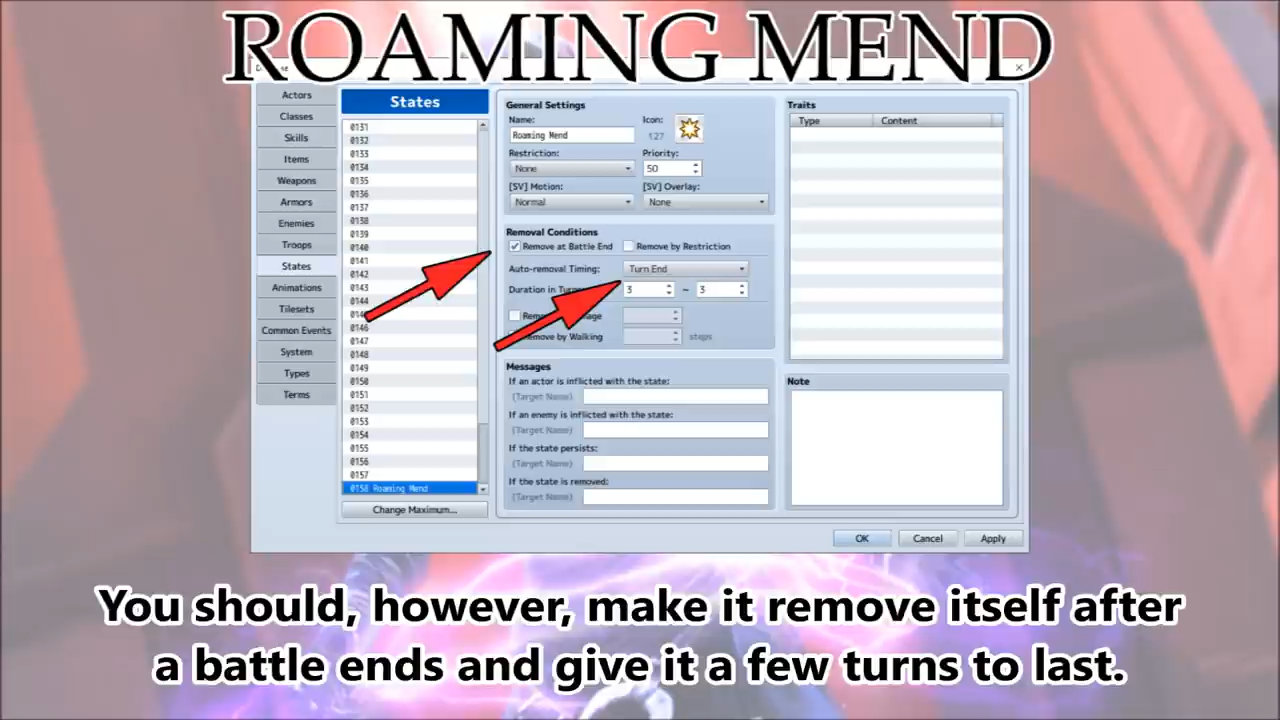 ROAMING MEND
Actors
Classes
Skills
Items
Weapons
Armors
Enemies
Troops
States
Animations
Tilesets
Common Events
System
Types
Terms
States
0131
0132
0133
0134
0135
0136
0137
0138
0139
0140
0141
0142
0143
0144
0146
0147
0148
0149
0150
0151
0152
0153
0154
0155
0156
0157
0158 Roaming Mend
Change Maximum...
General Settings
Name:
Icon:
Roaming Mend
127
Restriction:
Priority:
None
50
[SV] Motion:
[SV] Overlay:
Normal
None
Removal Conditions
Remove at Battle End
Remove by Restriction
Auto-removal Timing:
Turn End
Duration in
3 ~ 3
Remove by Walking
steps
Messages
If an actor is inflicted with the state:
(Target Name)
If an enemy is inflicted with the state:
(Target Name)
If the state persists:
(Target Name)
If the state is removed:
(Target Name)
Traits
Type
Content
Note
OK
Cancel
Apply
You should, however, make it remove itself after
a battle ends and give it a few turns to last.